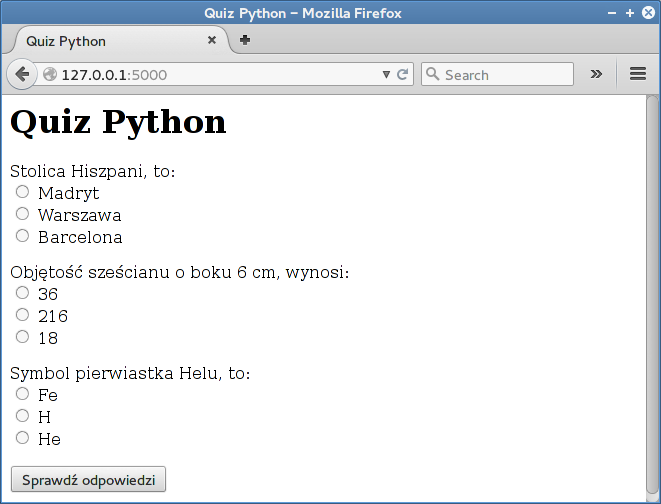 Quiz Python - Mozilla Firefox
Quiz Python
127.0.0.1:5000
Search
Quiz Python
Stolica Hiszpani, to:
Madryt
Warszawa
Barcelona
Objętość sześcianu o boku 6 cm, wynosi:
36
216
18
Symbol pierwiastka Helu, to:
Fe
H
He
Sprawdź odpowiedzi